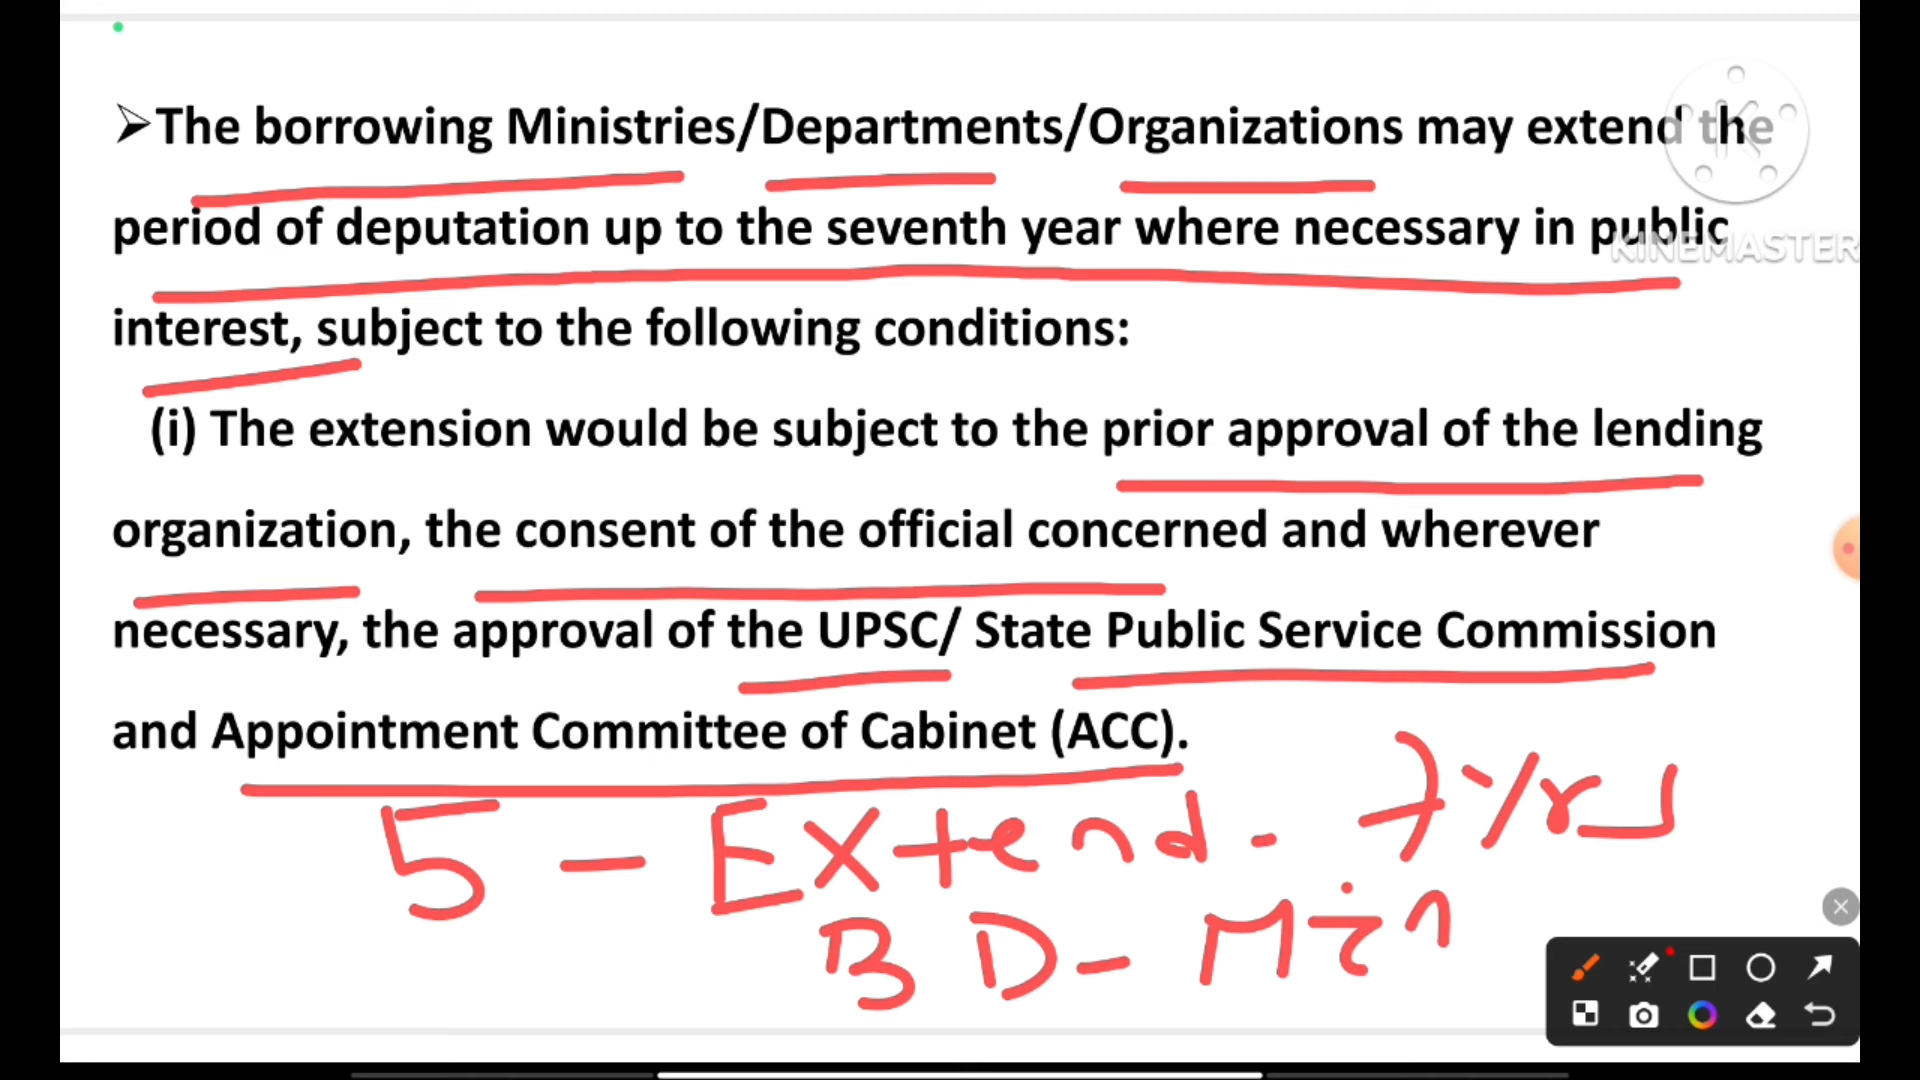 ➢The borrowing Ministries/Departments/Organizations may extend the
period of deputation up to the seventh year where necessary in public
KINEMASTER
interest, subject to the following conditions:
(i) The extension would be subject to the prior approval of the lending
organization, the consent of the official concerned and wherever
necessary, the approval of the UPSC/ State Public Service Commission
and Appointment Committee of Cabinet (ACC).
5 - Extend - 7 yrs
B D - Min